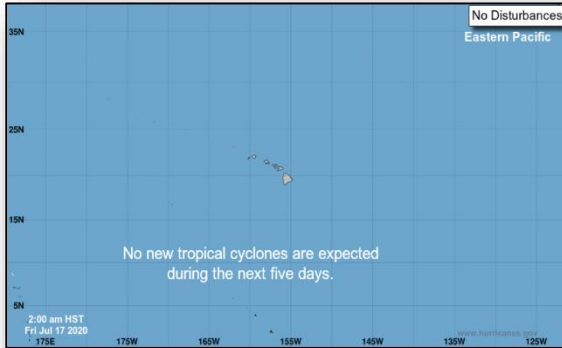 No Disturbances
Eastern Pacific
35N
25N
15N
No new tropical cyclones are expected
during the next five days.
5N
2:00 am HST
Fri Jul 17 2020
www.hurricanes.gov
175E
175W
165W
155W
145W
135W
125W